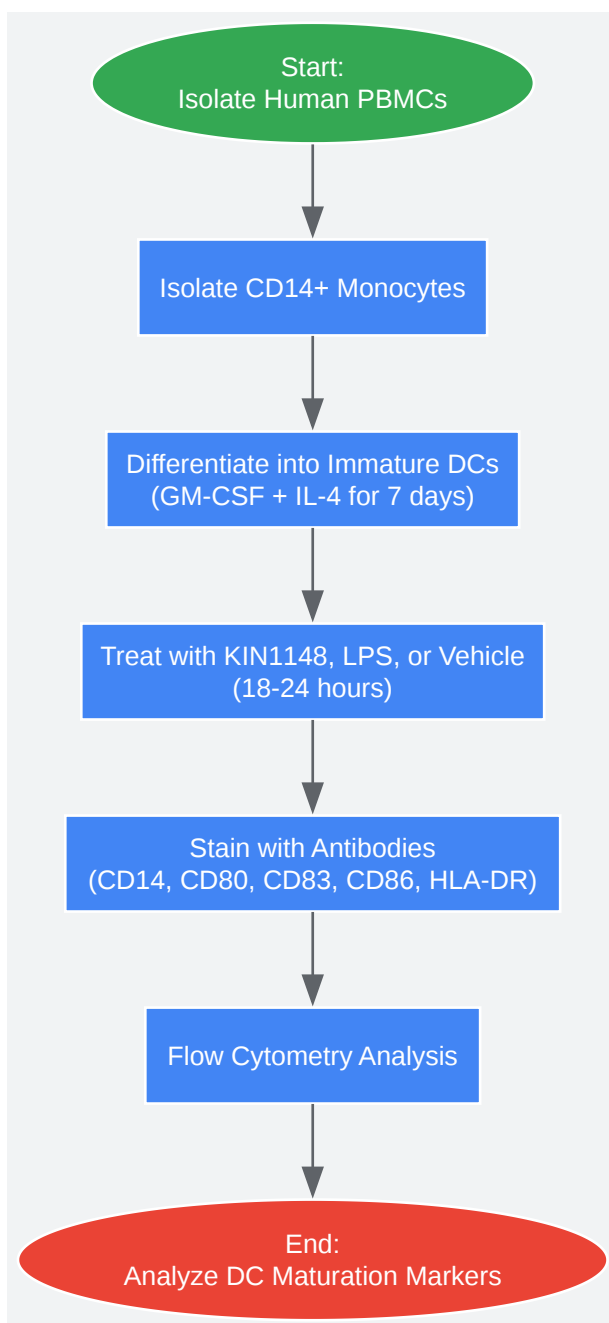 Start:
Isolate Human PBMCs
Isolate CD14+ Monocytes
Differentiate into Immature DCs
(GM-CSF + IL-4 for 7 days)
Treat with KIN1148, LPS, or Vehicle
(18-24 hours)
Stain with Antibodies
(CD14, CD80, CD83, CD86, HLA-DR)
Flow Cytometry Analysis
End:
Analyze DC Maturation Markers